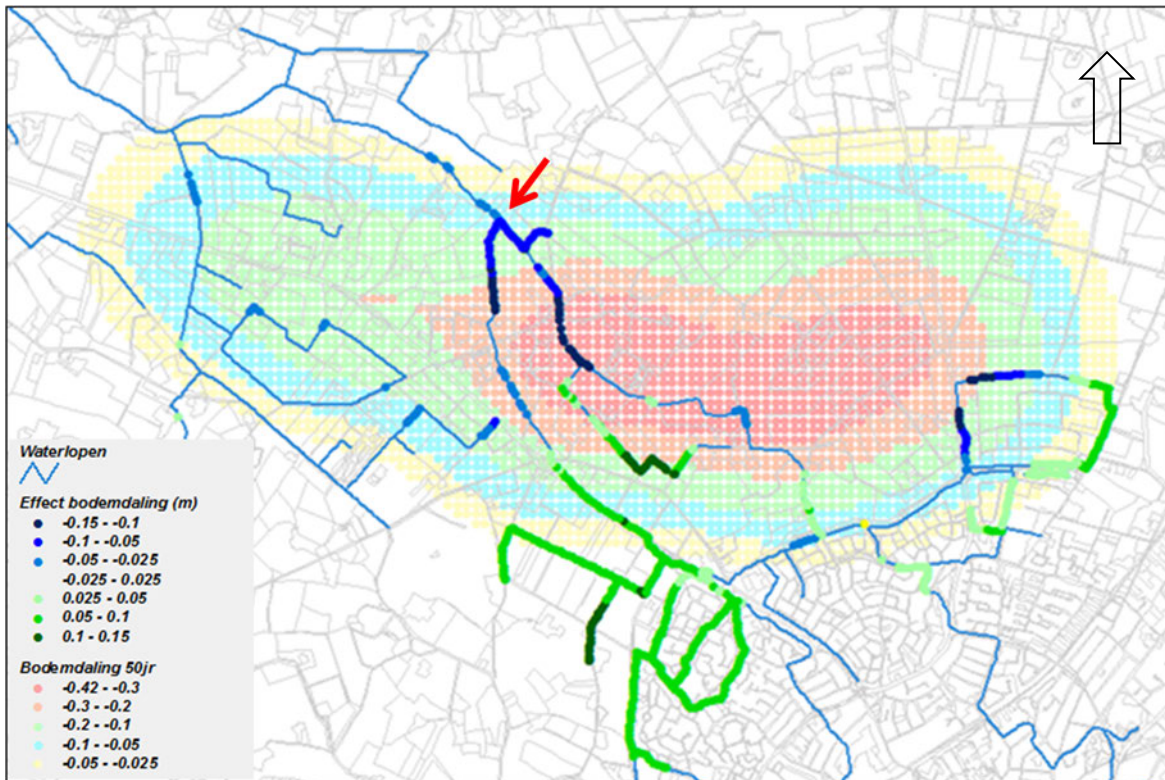 Waterlopen
Effect bodemdaling (m)
-0.15 - -0.1
-0.1 - -0.05
-0.05 - -0.025
-0.025 - 0.025
0.025 - 0.05
0.05 - 0.1
0.1 - 0.15
Bodemdaling 50jr
-0.42 - -0.3
-0.3 - -0.2
-0.2 - -0.1
-0.1 - -0.05
-0.05 - -0.025